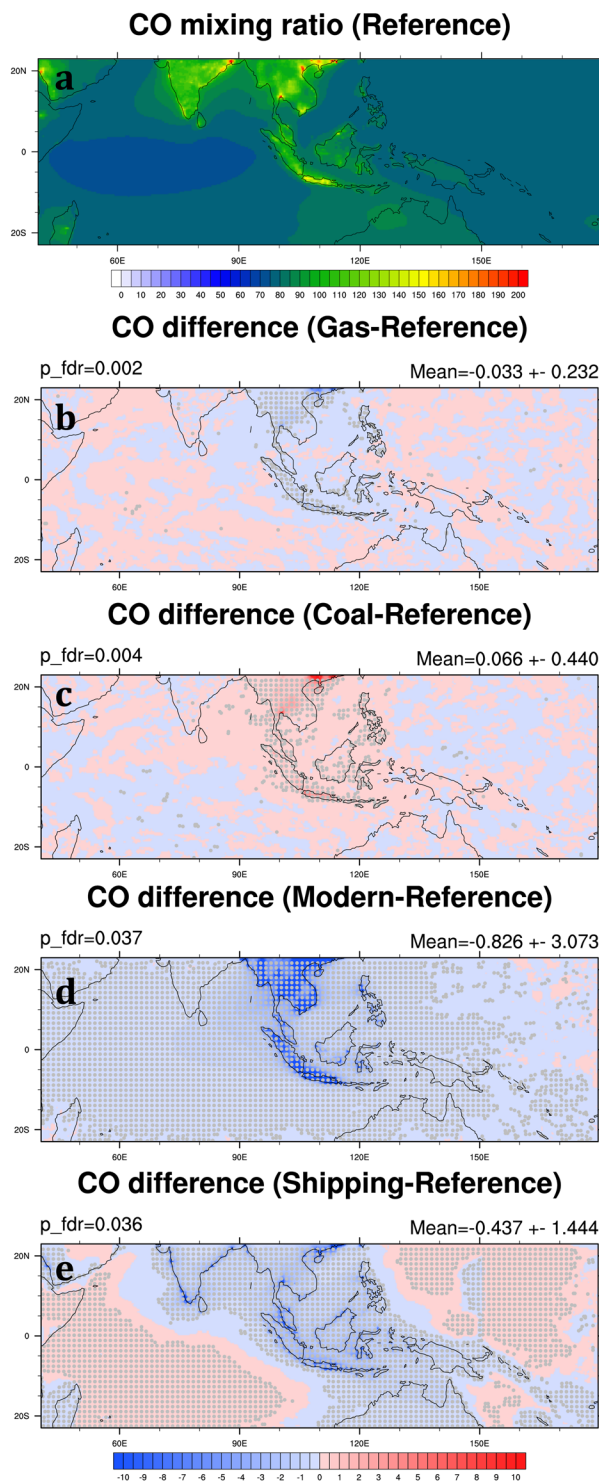 CO mixing ratio (Reference)
a
20N
0
20S
60E 90E 120E 150E
0 10 20 30 40 50 60 70 80 90 100 110 120 130 140 150 160 170 180 190 200
CO difference (Gas-Reference)
p_fdr=0.002 Mean=-0.033 +- 0.232
b
20N
0
20S
60E 90E 120E 150E
CO difference (Coal-Reference)
p_fdr=0.004 Mean=0.066 +- 0.440
c
20N
0
20S
60E 90E 120E 150E
CO difference (Modern-Reference)
p_fdr=0.037 Mean=-0.826 +- 3.073
d
20N
0
20S
60E 90E 120E 150E
CO difference (Shipping-Reference)
p_fdr=0.036 Mean=-0.437 +- 1.444
e
20N
0
20S
60E 90E 120E 150E
-10 -9 -8 -7 -6 -5 -4 -3 -2 -1 0 1 2 3 4 5 6 7 8 9 10